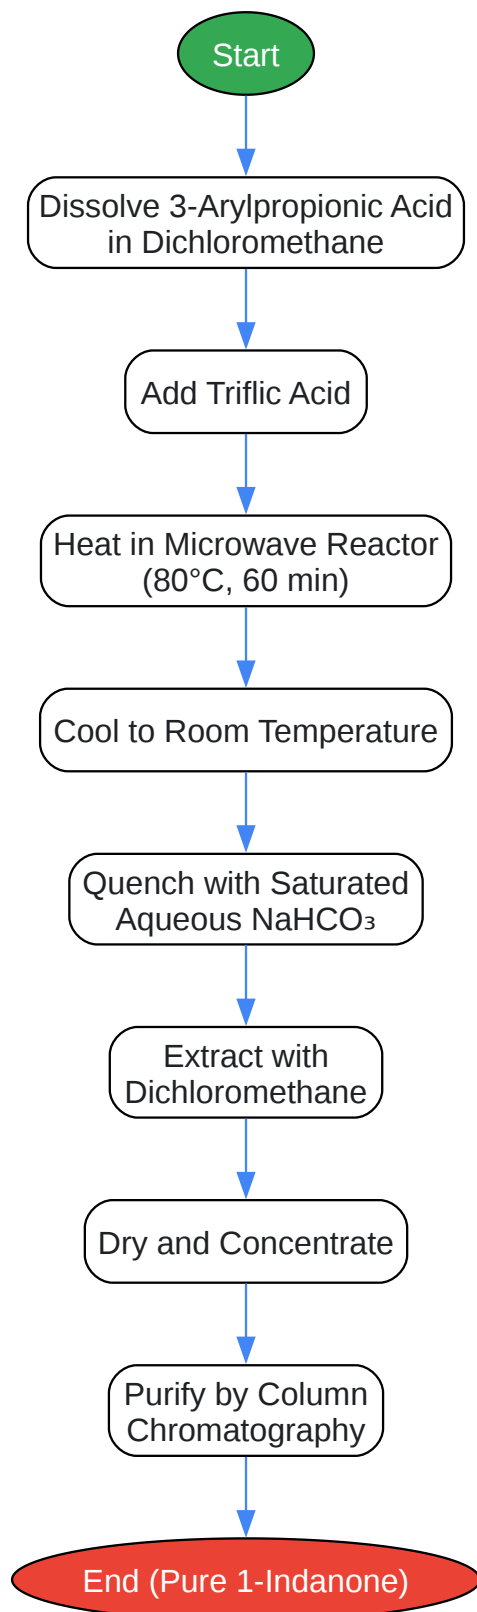 Start
Dissolve 3-Arylpropionic Acid
in Dichloromethane
Add Triflic Acid
Heat in Microwave Reactor
(80°C, 60 min)
Cool to Room Temperature
Quench with Saturated
Aqueous NaHCO₃
Extract with
Dichloromethane
Dry and Concentrate
Purify by Column
Chromatography
End (Pure 1-Indanone)